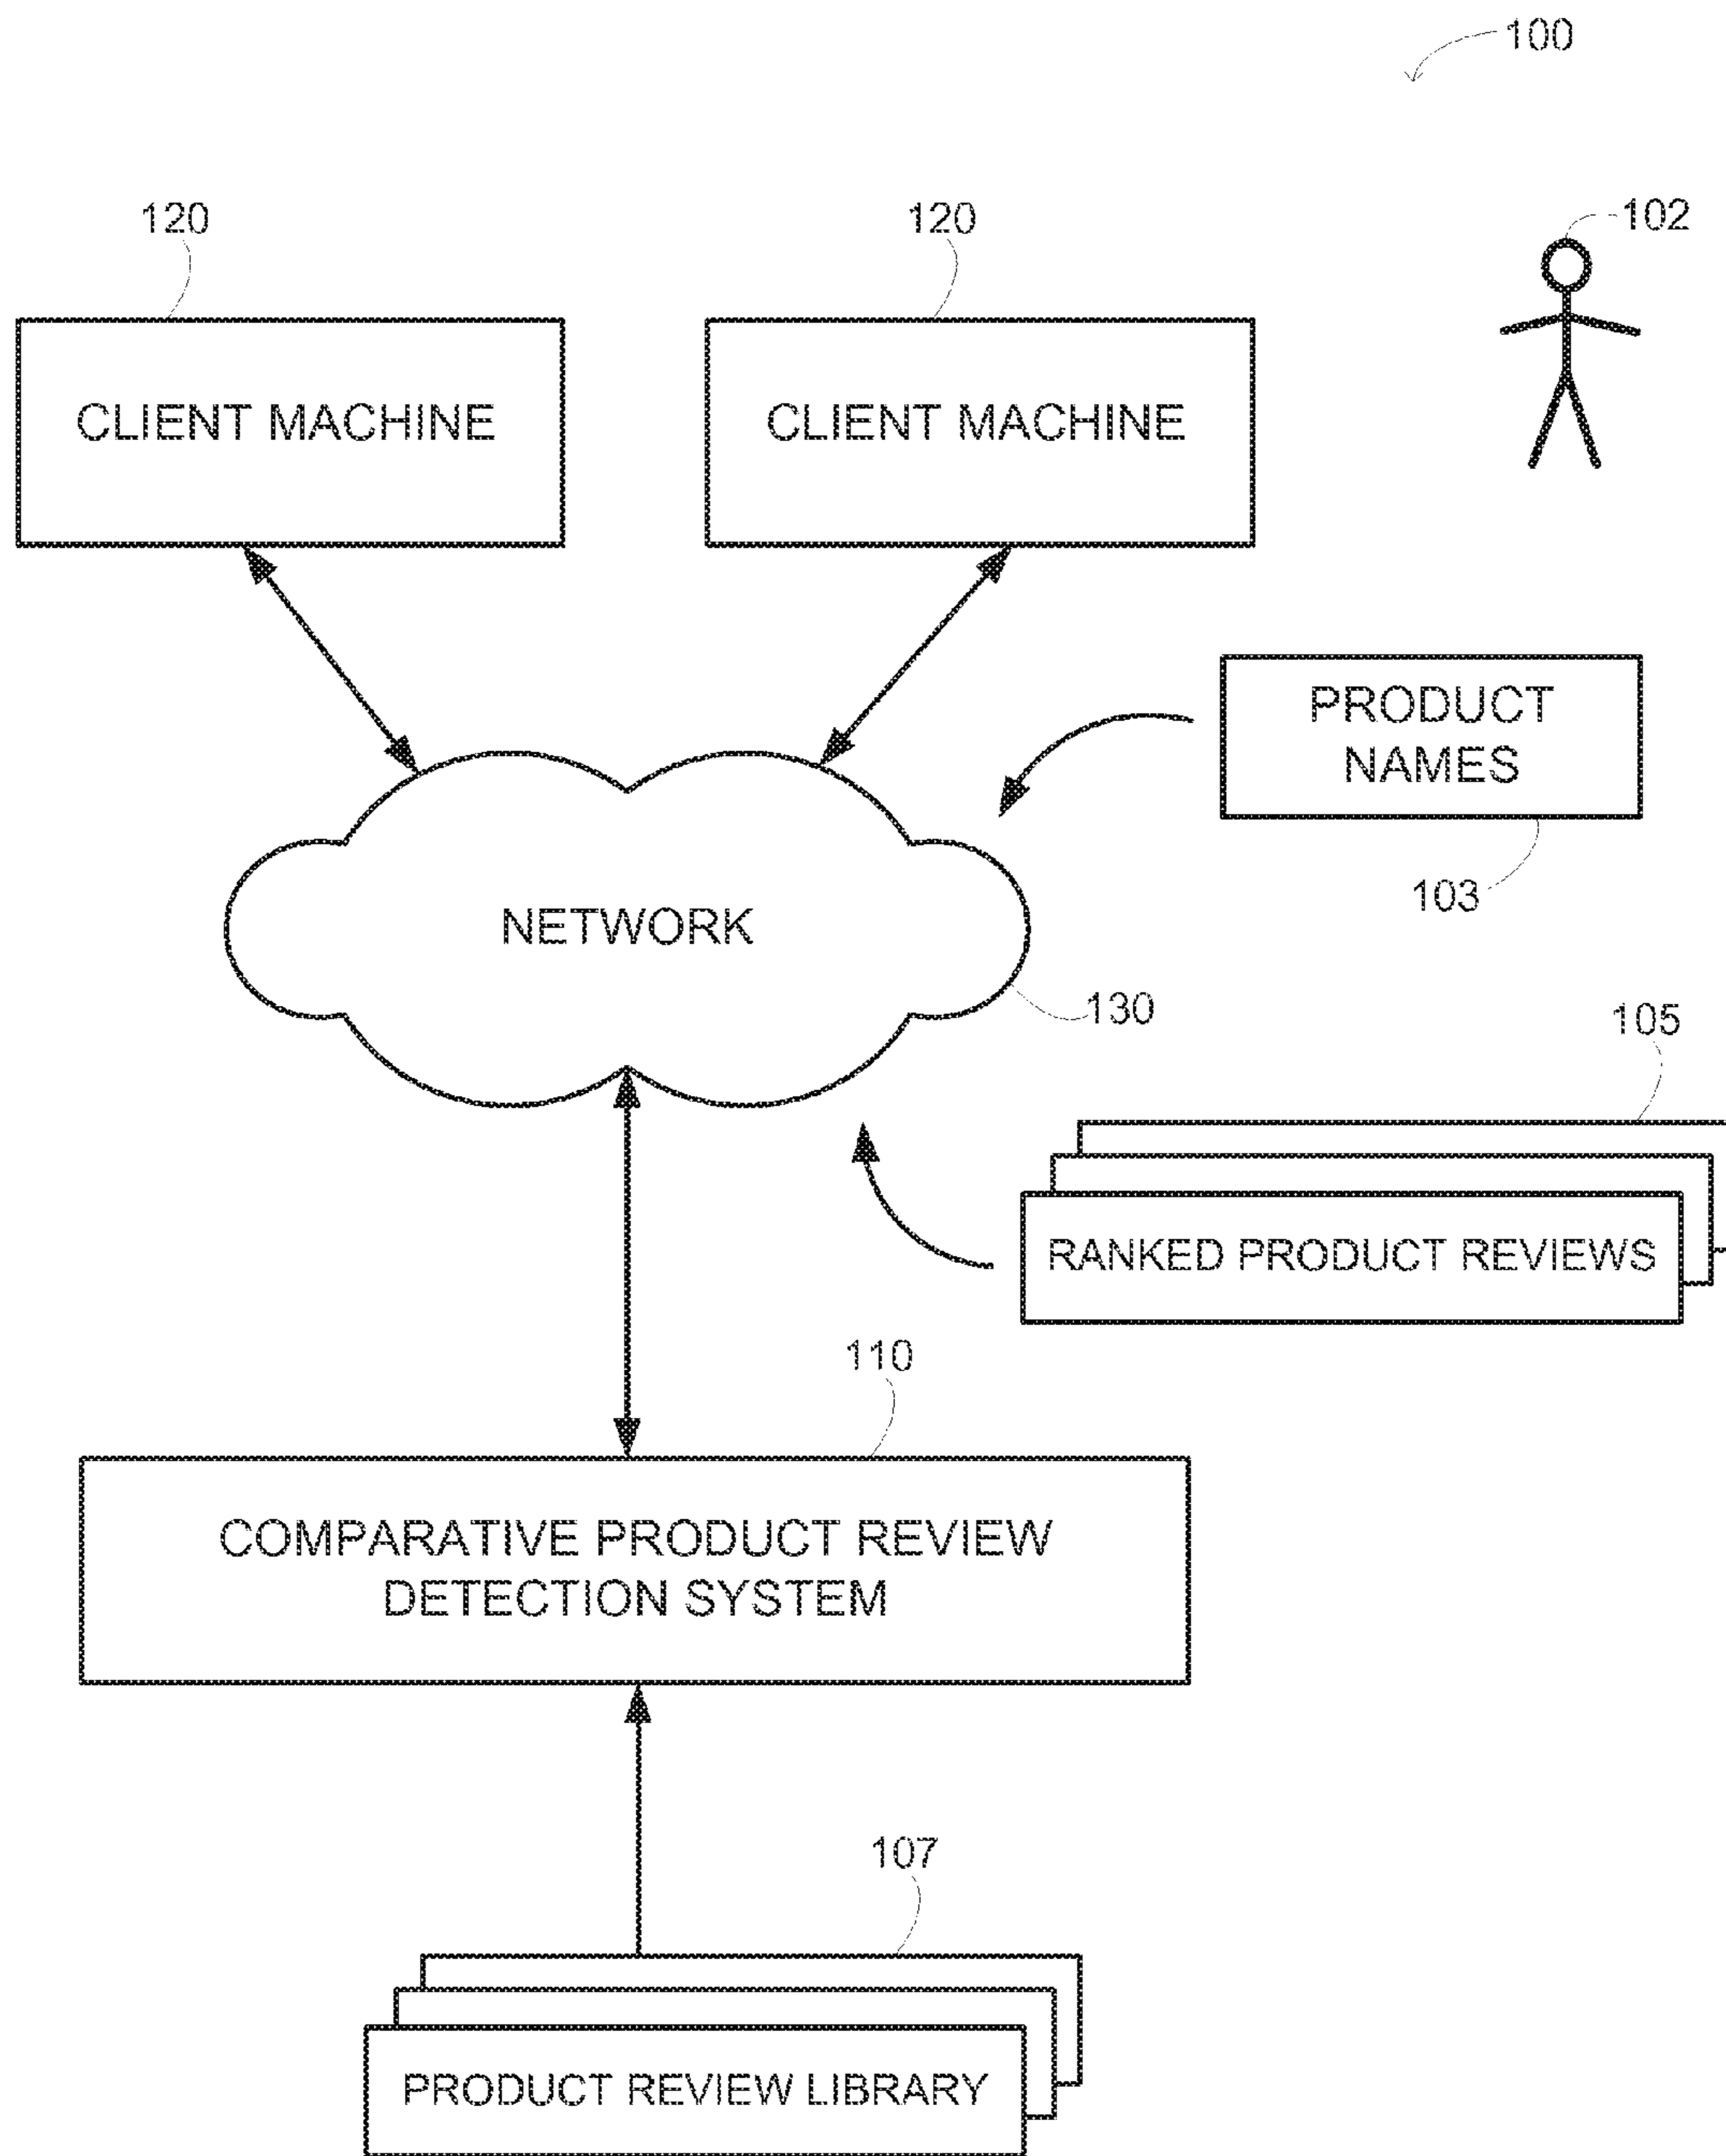 100
120
120
102
CLIENT MACHINE
CLIENT MACHINE
PRODUCT
NAMES
103
NETWORK
130
105
RANKED PRODUCT REVIEWS
110
COMPARATIVE PRODUCT REVIEW
DETECTION SYSTEM
107
PRODUCT REVIEW LIBRARY